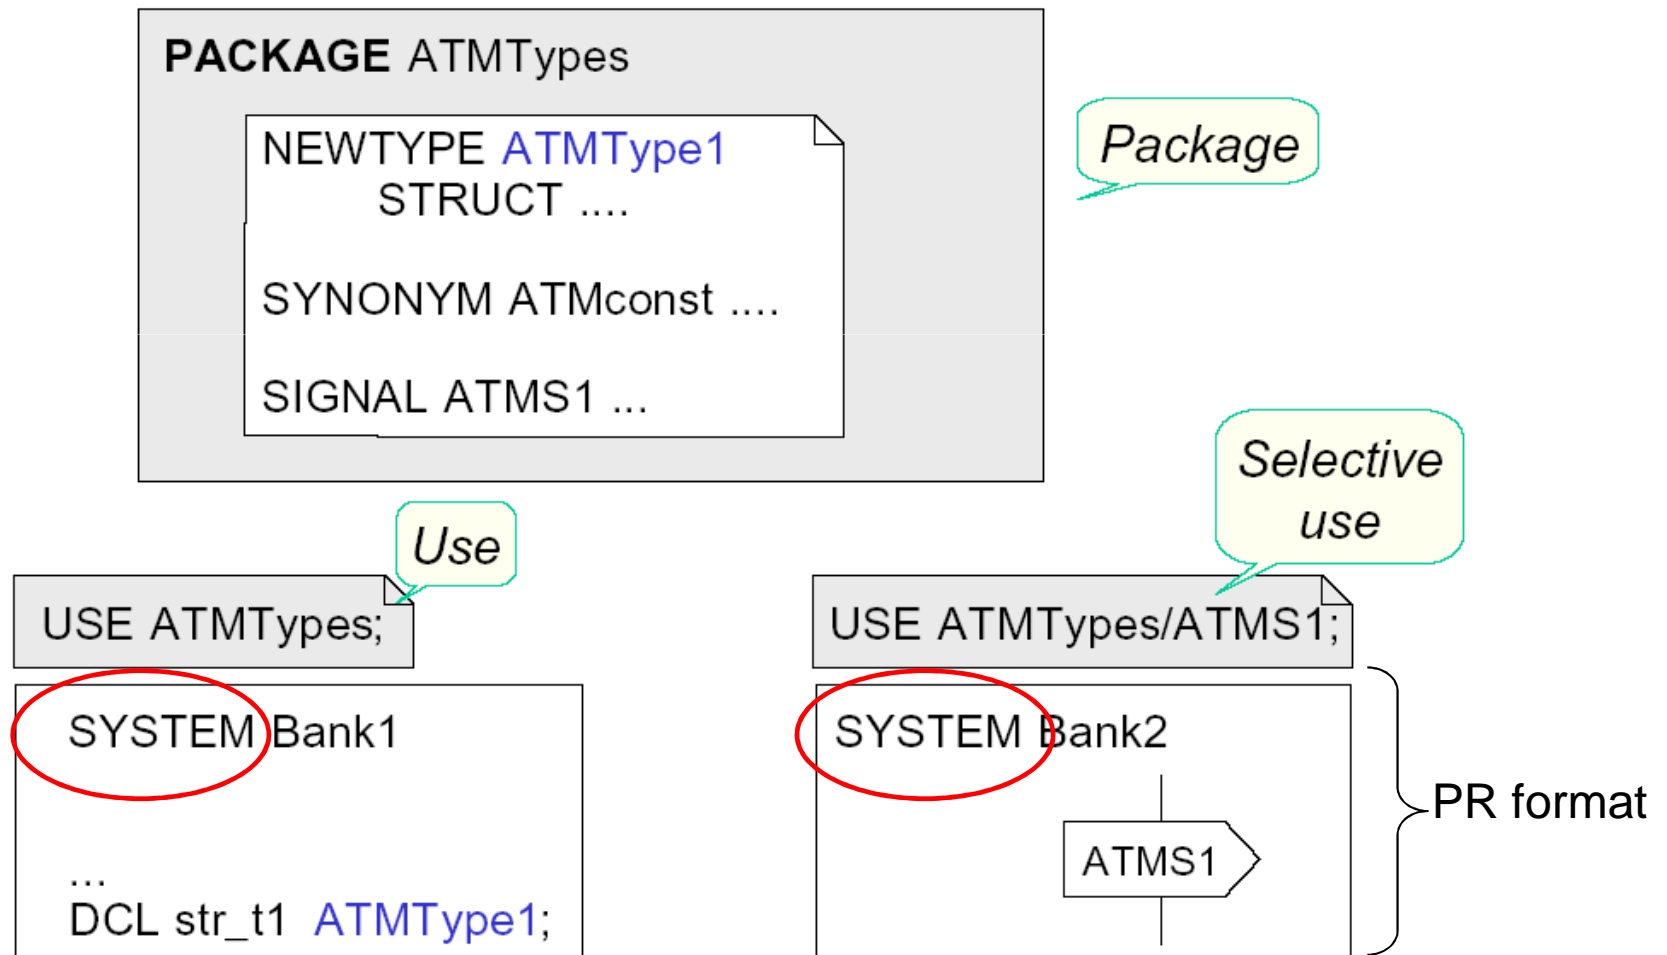 PACKAGE ATMTypes
NEWTYPE ATMType1
STRUCT ....
SYNONYM ATMconst ....
SIGNAL ATMS1 ...
Package
Selective
use
Use
USE ATMTypes;
SYSTEM Bank1
...
DCL str_t1 ATMType1;
USE ATMTypes/ATMS1;
SYSTEM Bank2
ATMS1
PR format